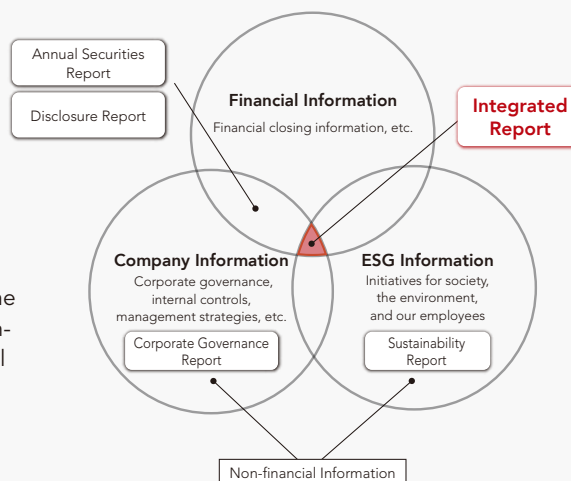 Annual Securities
Report
Disclosure Report
Financial Information
Financial closing information, etc.
Integrated
Report
Company Information
Corporate governance,
internal controls,
management strategies, etc.
Corporate Governance
Report
ESG Information
Initiatives for society,
the environment,
and our employees
Sustainability
Report
Non-financial Information